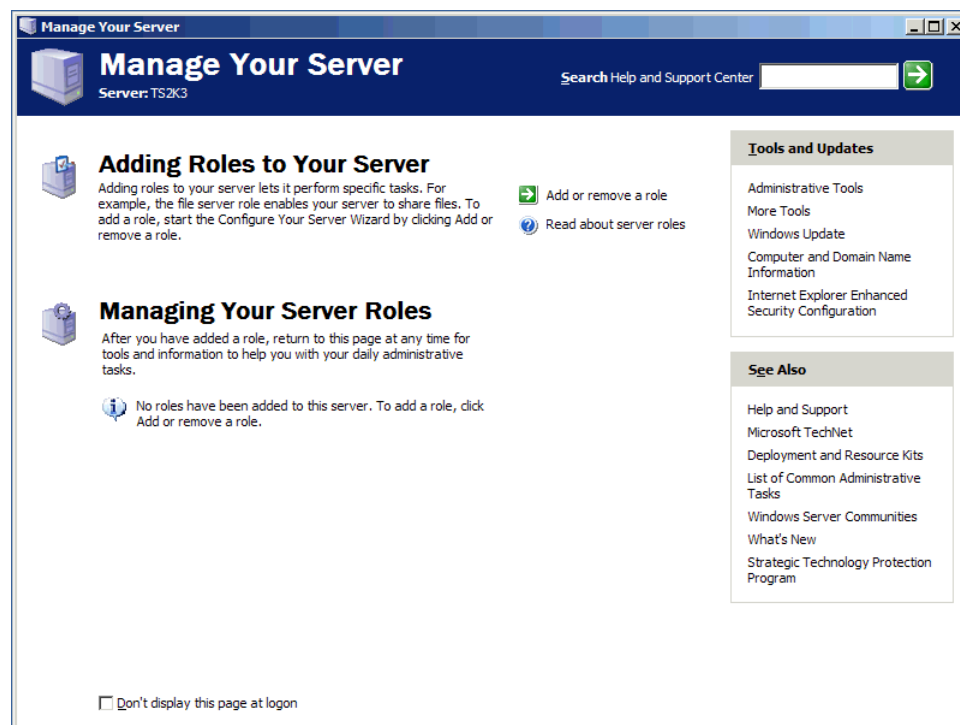 Manage Your Server
Manage Your Server
Server: TS2K3
Search Help and Support Center
Adding Roles to Your Server
Adding roles to your server lets it perform specific tasks. For
example, the file server role enables your server to share files. To
add a role, start the Configure Your Server Wizard by clicking Add or
remove a role.
Add or remove a role
Read about server roles
Managing Your Server Roles
After you have added a role, return to this page at any time for
tools and information to help you with your daily administrative
tasks.
No roles have been added to this server. To add a role, click
Add or remove a role.
Tools and Updates
Administrative Tools
More Tools
Windows Update
Computer and Domain Name
Information
Internet Explorer Enhanced
Security Configuration
See Also
Help and Support
Microsoft TechNet
Deployment and Resource Kits
List of Common Administrative
Tasks
Windows Server Communities
What's New
Strategic Technology Protection
Program
Don't display this page at logon